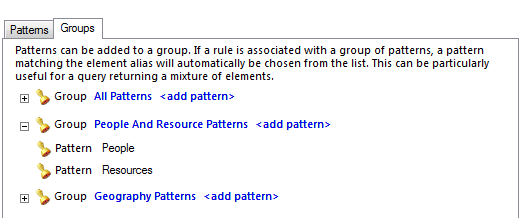 Patterns Groups
Patterns can be added to a group. If a rule is associated with a group of patterns, a pattern
matching the element alias will automatically be chosen from the list. This can be particularly
useful for a query returning a mixture of elements.
Group All Patterns <add pattern>
Group People And Resource Patterns <add pattern>
Pattern People
Pattern Resources
Group Geography Patterns <add pattern>